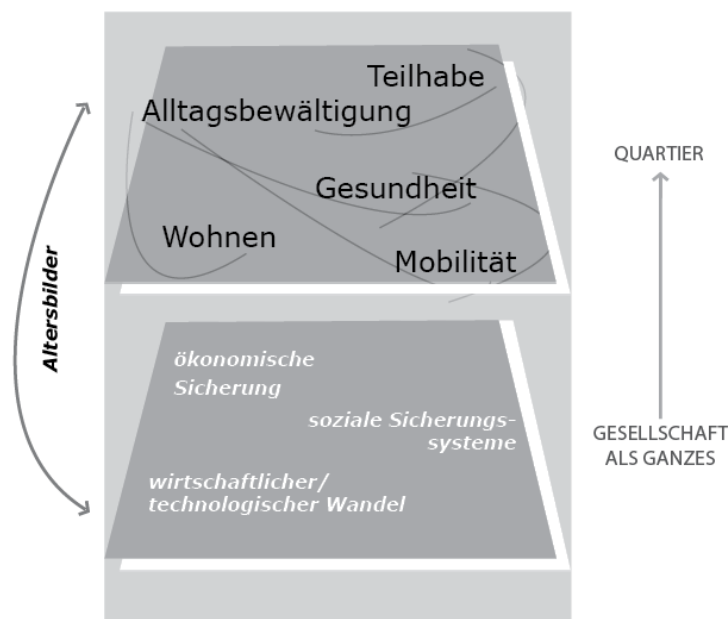 Teilhabe
Alltagsbewältigung
Gesundheit
Wohnen
Mobilität
QUARTIER
Altersbilder
ökonomische
Sicherung
soziale Sicherungs-
systeme
wirtschaftlicher/
technologischer Wandel
GESELLSCHAFT
ALS GANZES